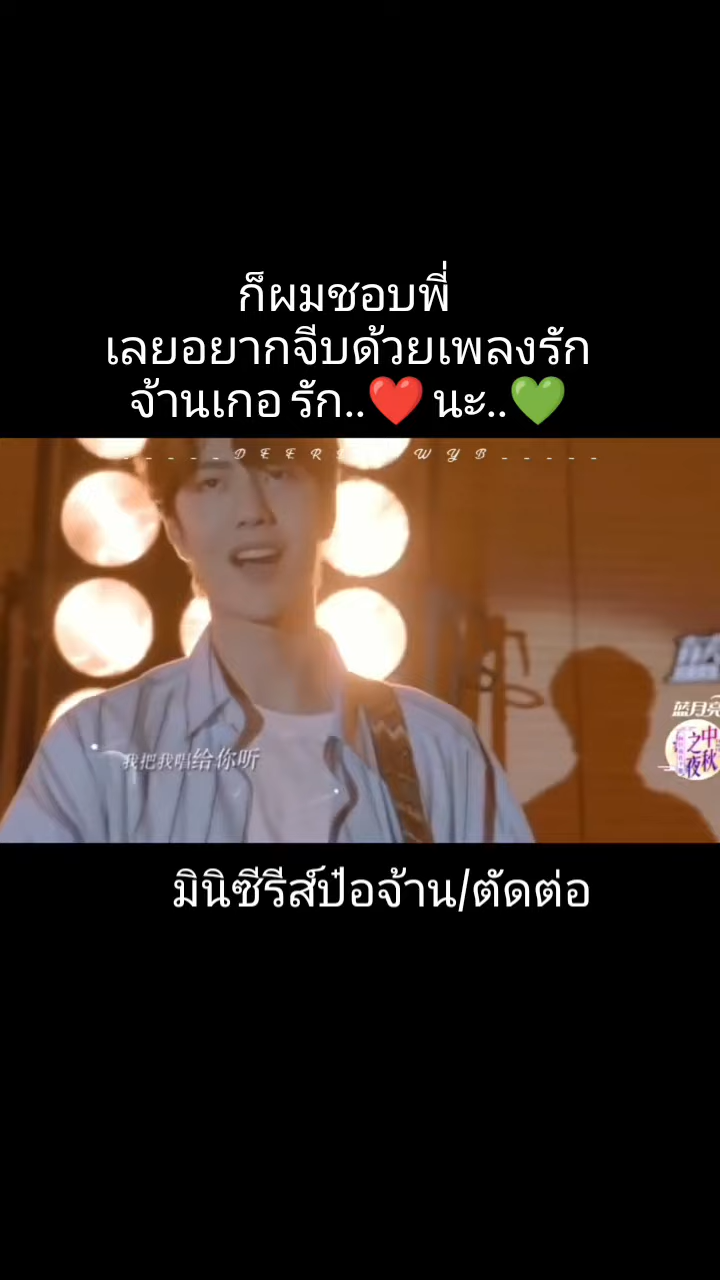 ก็ผมชอบพี่
เลยอยากจีบด้วยเพลงรัก
จ้านเกอ รัก..❤️ นะ..💚
DEER
WYB
蓝月亮
中秋
之夜
我把我唱给你听
มินิซีรีส์ป๋อจ้าน/ตัดต่อ